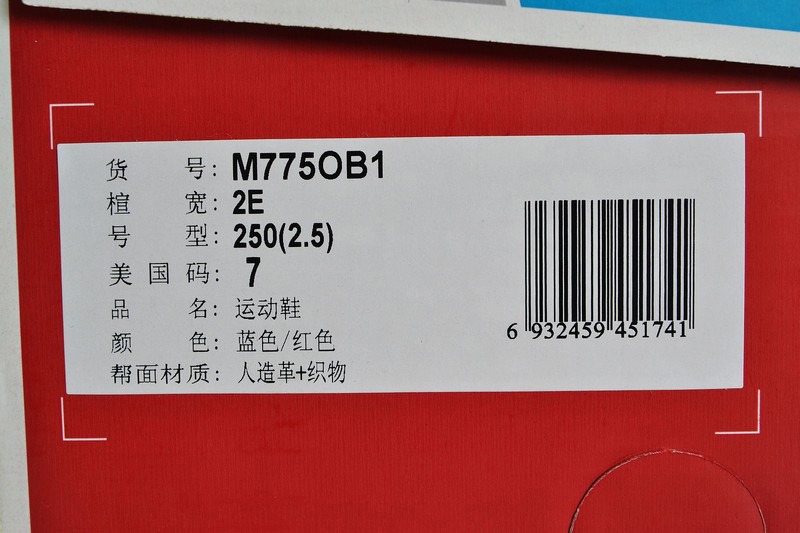 货 号: M775OB1
楦 宽: 2E
号 型: 250(2.5)
美国码: 7
品 名: 运动鞋
颜 色: 蓝色/红色
帮面材质: 人造革+织物
6 932459 451741